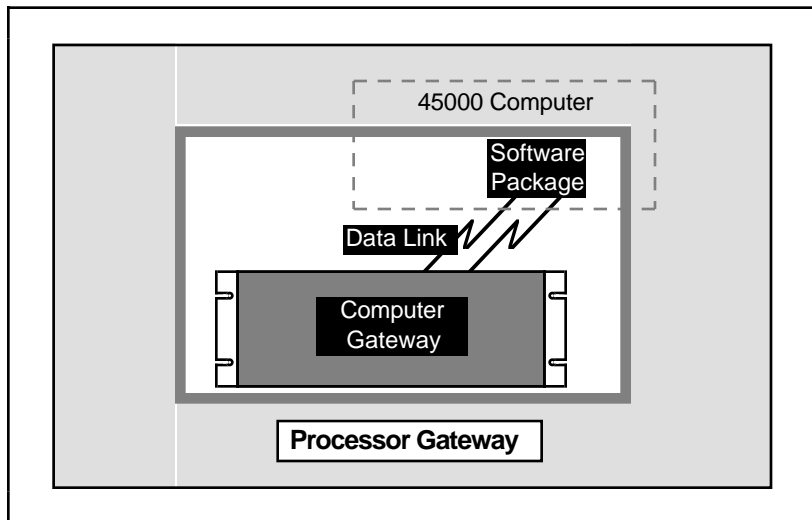 45000 Computer
Software
Package
Data Link
Computer
Gateway
Processor Gateway